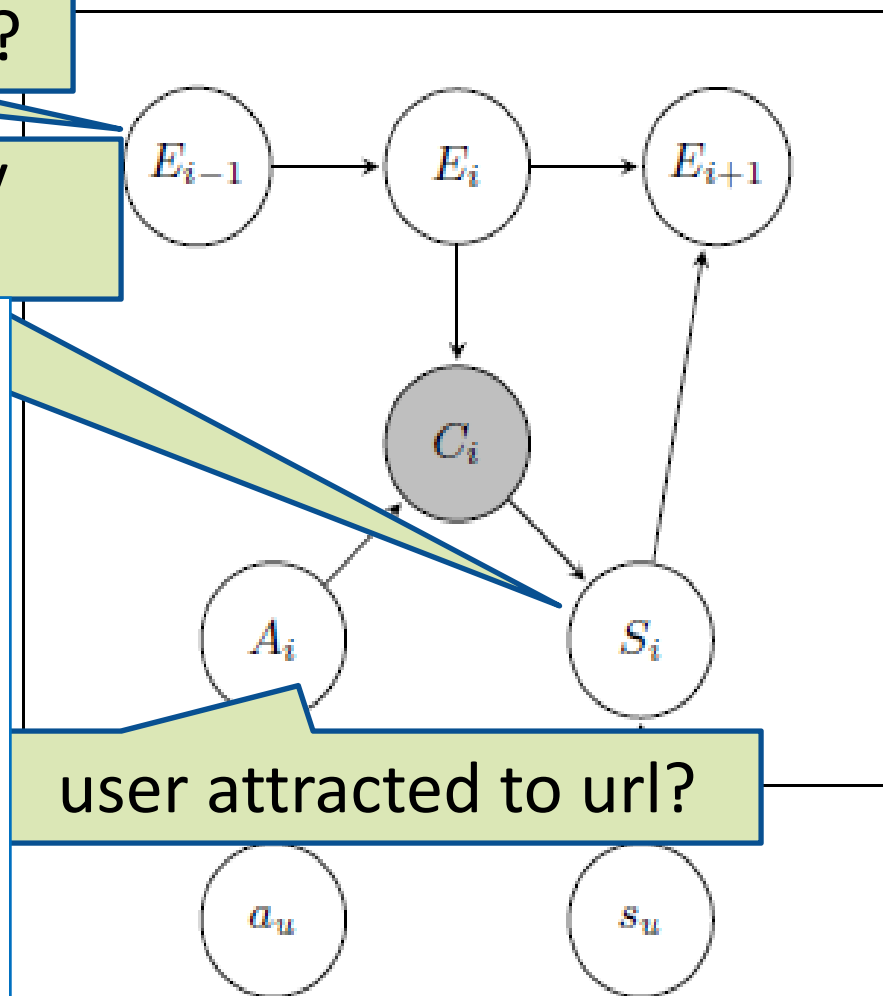 ?
E_{i-1} E_i E_{i+1}
C_i
A_i S_i
user attracted to url?
a_u s_u